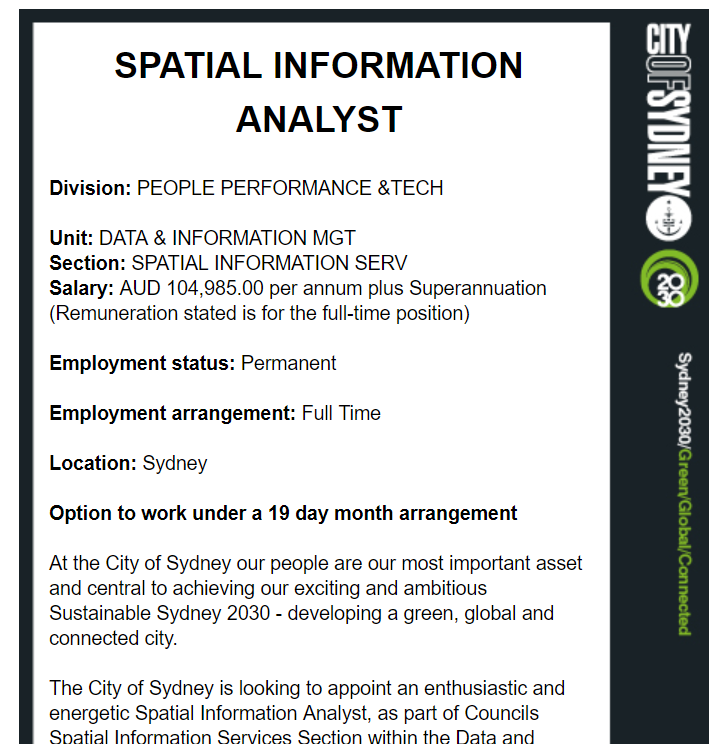 SPATIAL INFORMATION
ANALYST
Division: PEOPLE PERFORMANCE &TECH
Unit: DATA & INFORMATION MGT
Section: SPATIAL INFORMATION SERV
Salary: AUD 104,985.00 per annum plus Superannuation
(Remuneration stated is for the full-time position)
Employment status: Permanent
Employment arrangement: Full Time
Location: Sydney
Option to work under a 19 day month arrangement
At the City of Sydney our people are our most important asset
and central to achieving our exciting and ambitious
Sustainable Sydney 2030 - developing a green, global and
connected city.
The City of Sydney is looking to appoint an enthusiastic and
energetic Spatial Information Analyst, as part of Councils
Spatial Information Services Section within the Data and
CITYOFSYDNEY
20
30
Sydney2030/Green/Global/Connected